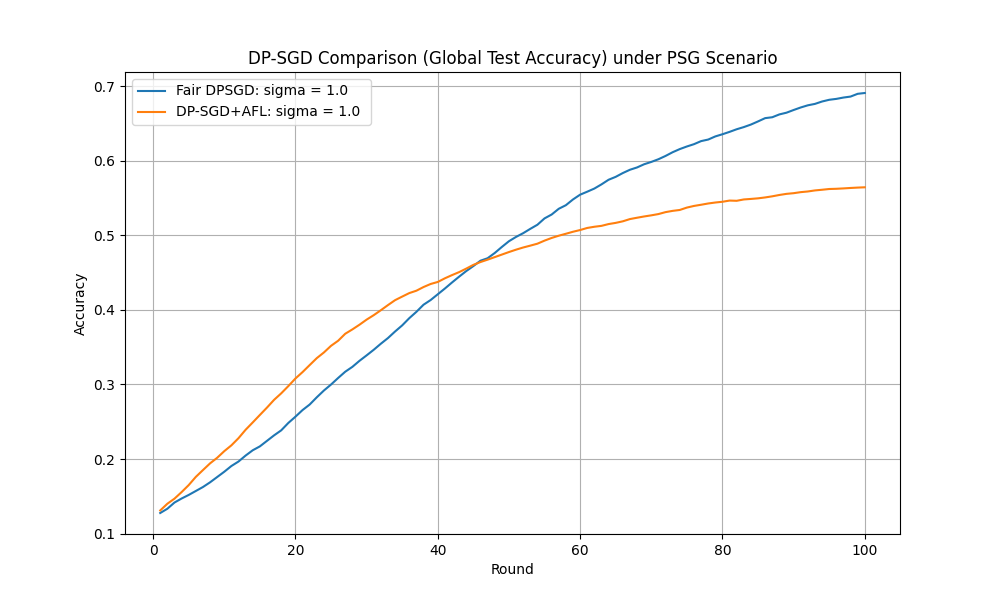 DP-SGD Comparison (Global Test Accuracy) under PSG Scenario
Fair DPSGD: sigma = 1.0
DP-SGD+AFL: sigma = 1.0
0.7
0.6
0.5
0.4
0.3
0.2
0.1
Accuracy
0 20 40 60 80 100
Round